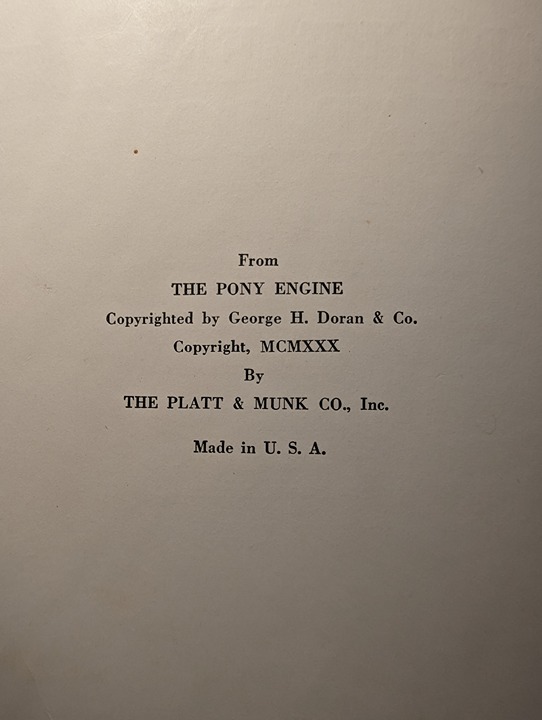 From
THE PONY ENGINE
Copyrighted by George H. Doran & Co.
Copyright, MCMXXX
By
THE PLATT & MUNK CO., Inc.
Made in U. S. A.